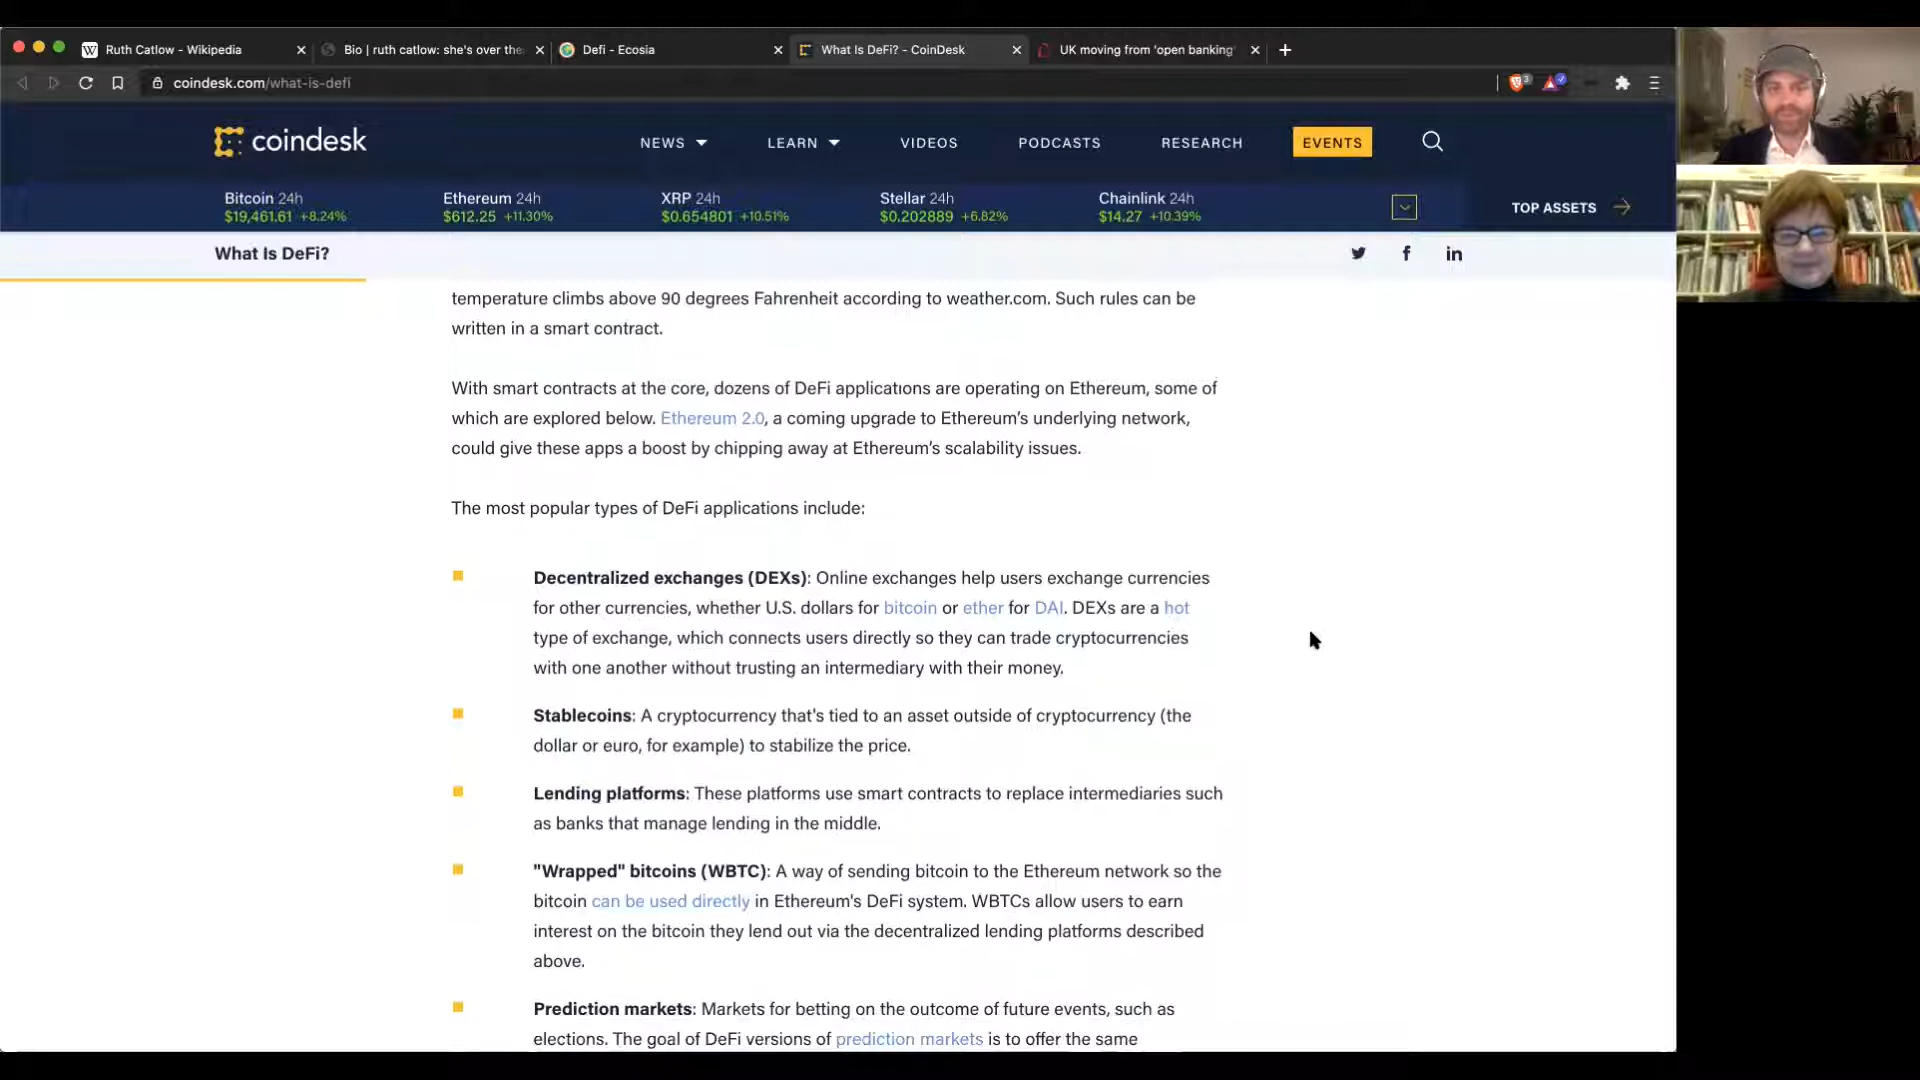 Ruth Catlow - Wikipedia
Bio | ruth catlow: she's over the
Defi - Ecosia
What Is DeFi? - CoinDesk
UK moving from 'open banking'
coindesk.com/what-is-defi
3
coindesk
NEWS
LEARN
VIDEOS
PODCASTS
RESEARCH
EVENTS
Bitcoin 24h
$19,461.61 +8.24%
Ethereum 24h
$612.25 +11.30%
XRP 24h
$0.654801 +10.51%
Stellar 24h
$0.202889 +6.82%
Chainlink 24h
$14.27 +10.39%
TOP ASSETS
What Is DeFi?
temperature climbs above 90 degrees Fahrenheit according to weather.com. Such rules can be
written in a smart contract.
With smart contracts at the core, dozens of DeFi applications are operating on Ethereum, some of
which are explored below. Ethereum 2.0, a coming upgrade to Ethereum's underlying network,
could give these apps a boost by chipping away at Ethereum's scalability issues.
The most popular types of DeFi applications include:
Decentralized exchanges (DEXs): Online exchanges help users exchange currencies
for other currencies, whether U.S. dollars for bitcoin or ether for DAI. DEXs are a hot
type of exchange, which connects users directly so they can trade cryptocurrencies
with one another without trusting an intermediary with their money.
Stablecoins: A cryptocurrency that's tied to an asset outside of cryptocurrency (the
dollar or euro, for example) to stabilize the price.
Lending platforms: These platforms use smart contracts to replace intermediaries such
as banks that manage lending in the middle.
"Wrapped" bitcoins (WBTC): A way of sending bitcoin to the Ethereum network so the
bitcoin can be used directly in Ethereum's DeFi system. WBTCs allow users to earn
interest on the bitcoin they lend out via the decentralized lending platforms described
above.
Prediction markets: Markets for betting on the outcome of future events, such as
elections. The goal of DeFi versions of prediction markets is to offer the same